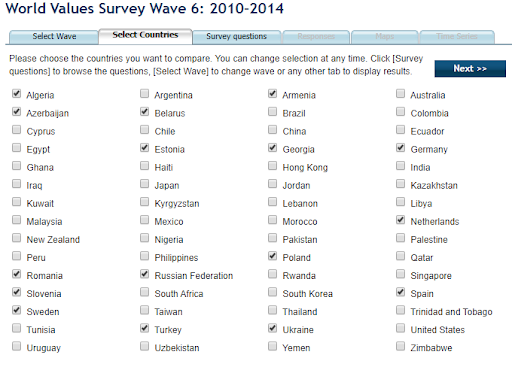 World Values Survey Wave 6: 2010-2014
Select Wave Select Countries Survey questions Responses Maps Time Series
Please choose the countries you want to compare. You can change selection at any time. Click [Survey
questions] to browse the questions, [Select Wave] to change wave or any other tab to display results.
Next >>
Algeria Argentina Armenia Australia
Azerbaijan Belarus Brazil Colombia
Cyprus Chile China Ecuador
Egypt Estonia Georgia Germany
Ghana Haiti Hong Kong India
Iraq Japan Jordan Kazakhstan
Kuwait Kyrgyzstan Lebanon Libya
Malaysia Mexico Morocco Netherlands
New Zealand Nigeria Pakistan Palestine
Peru Philippines Poland Qatar
Romania Russian Federation Rwanda Singapore
Slovenia South Africa South Korea Spain
Sweden Taiwan Thailand Trinidad and Tobago
Tunisia Turkey Ukraine United States
Uruguay Uzbekistan Yemen Zimbabwe